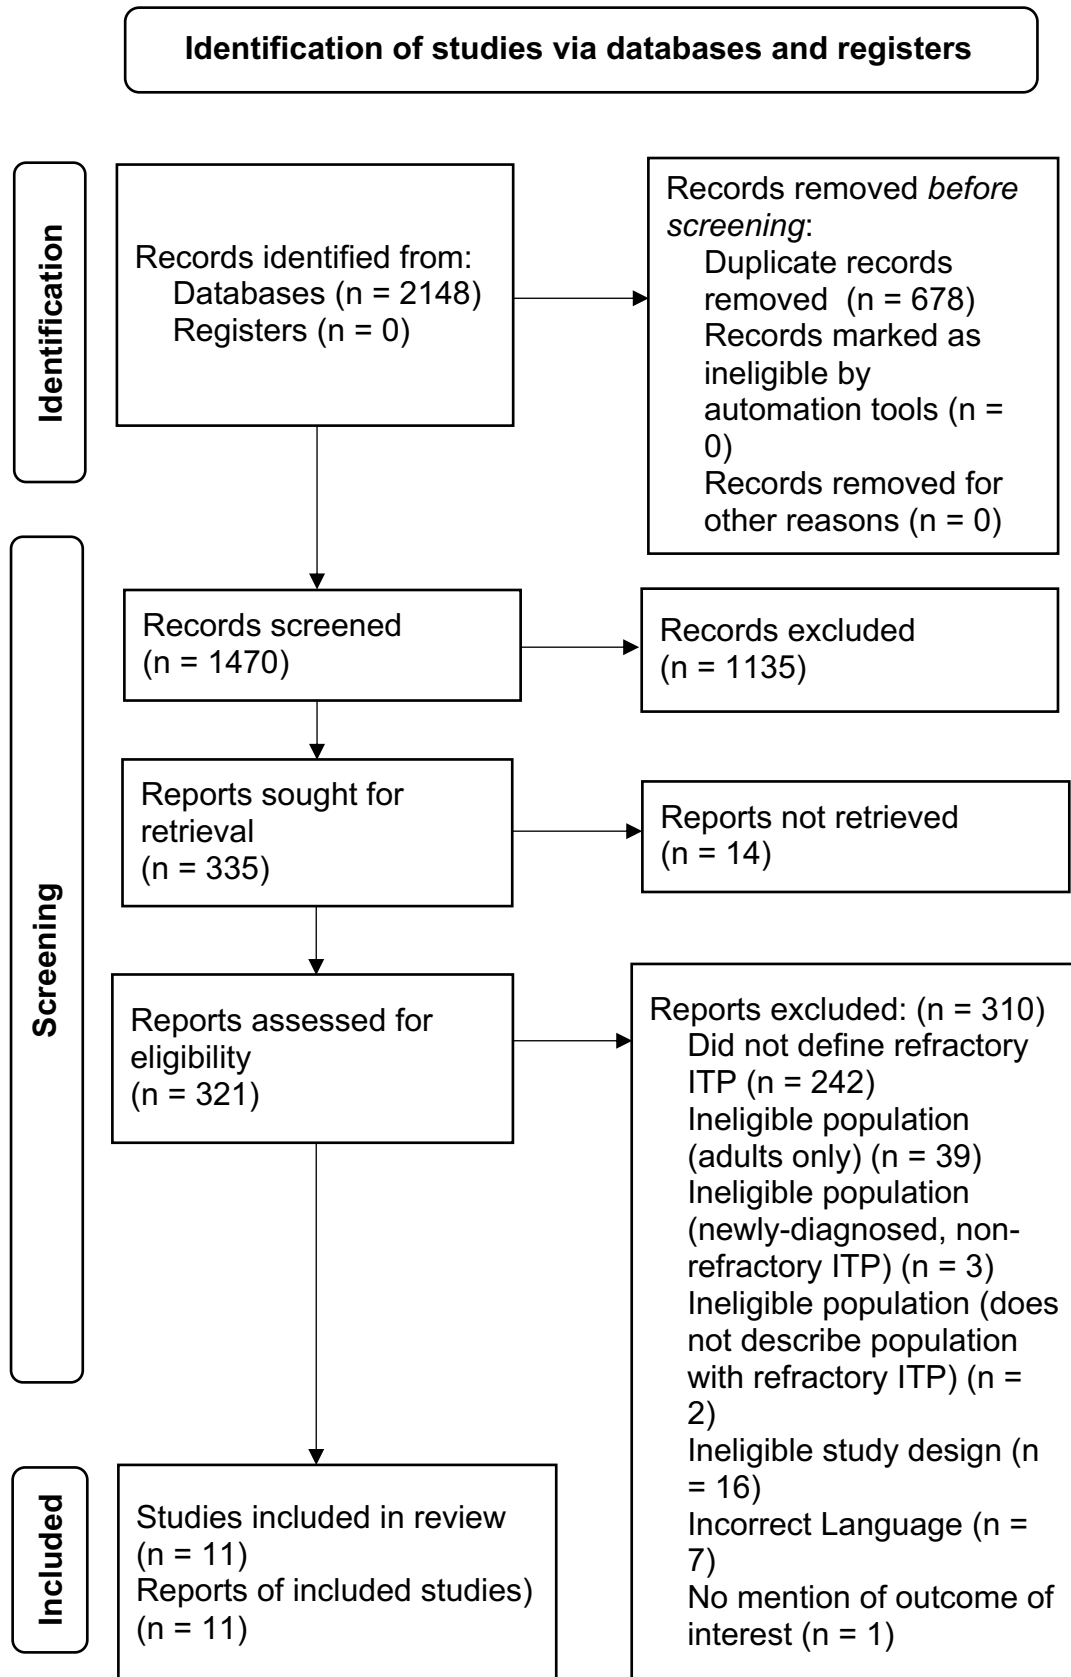 Identification of studies via databases and registers
Identification
Records identified from:
Databases (n = 2148)
Registers (n = 0)
Records removed before
screening:
Duplicate records
removed  (n = 678)
Records marked as
ineligible by
automation tools (n =
0)
Records removed for
other reasons (n = 0)
Screening
Records screened
(n = 1470)
Records excluded
(n = 1135)
Reports sought for
retrieval
(n = 335)
Reports not retrieved
(n = 14)
Reports assessed for
eligibility
(n = 321)
Reports excluded: (n = 310)
Did not define refractory
ITP (n = 242)
Ineligible population
(adults only) (n = 39)
Ineligible population
(newly-diagnosed, non-
refractory ITP) (n = 3)
Ineligible population (does
not describe population
with refractory ITP) (n =
2)
Ineligible study design (n
= 16)
Incorrect Language (n =
7)
No mention of outcome of
interest (n = 1)
Included
Studies included in review
(n = 11)
Reports of included studies)
(n = 11)